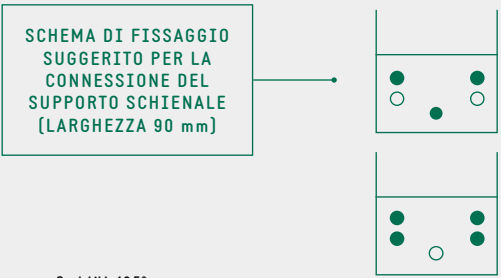 SCHEMA DI FISSAGGIO
SUGGERITO PER LA
CONNESSIONE DEL
SUPPORTO SCHIENALE
(LARGHEZZA 90 mm)